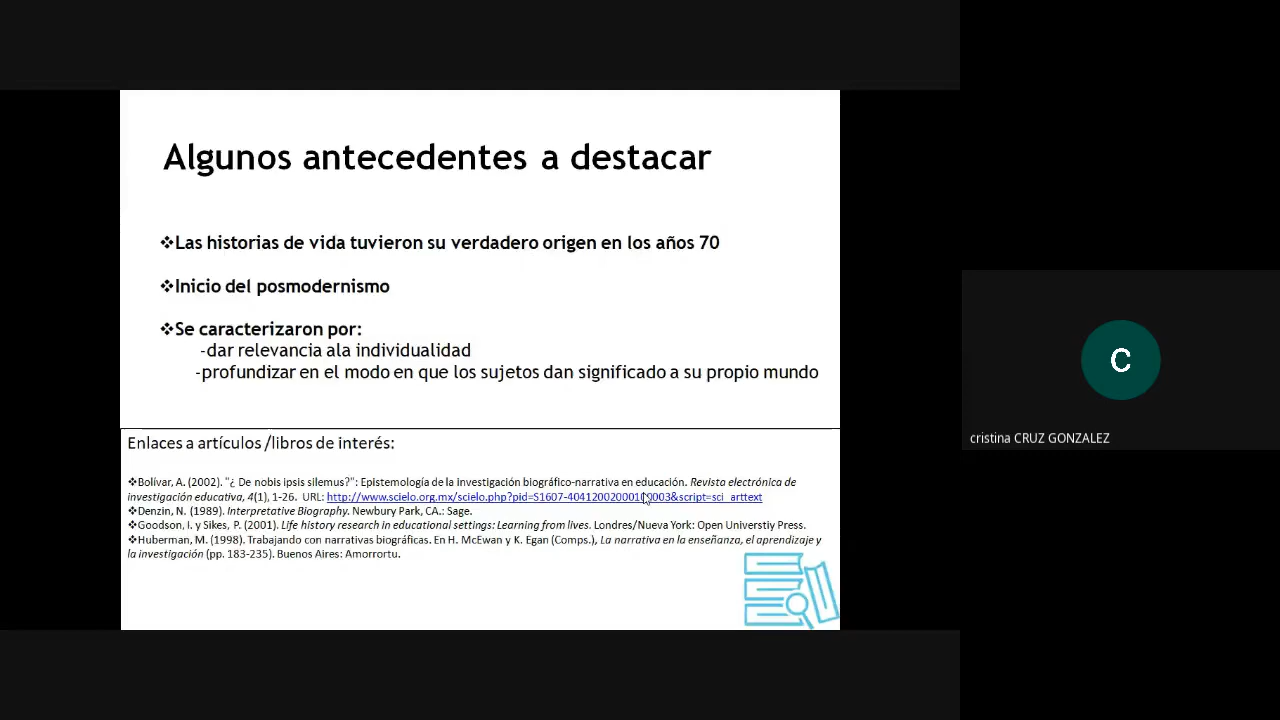 Algunos antecedentes a destacar
❖Las historias de vida tuvieron su verdadero origen en los años 70
❖Inicio del posmodernismo
❖Se caracterizaron por:
-dar relevancia ala individualidad
-profundizar en el modo en que los sujetos dan significado a su propio mundo
Enlaces a artículos /libros de interés:
❖Bolívar, A. (2002). "¿ De nobis ipsis silemus?": Epistemología de la investigación biográfico-narrativa en educación. Revista electrónica de
investigación educativa, 4(1), 1-26. URL: http://www.scielo.org.mx/scielo.php?pid=S1607-40412002000100003&script=sci_arttext
❖Denzin, N. (1989). Interpretative Biography. Newbury Park, CA.: Sage.
❖Goodson, I. y Sikes, P. (2001). Life history research in educational settings: Learning from lives. Londres/Nueva York: Open Universtiy Press.
❖Huberman, M. (1998). Trabajando con narrativas biográficas. En H. McEwan y K. Egan (Comps.), La narrativa en la enseñanza, el aprendizaje y
la investigación (pp. 183-235). Buenos Aires: Amorrortu.
C
cristina CRUZ GONZALEZ